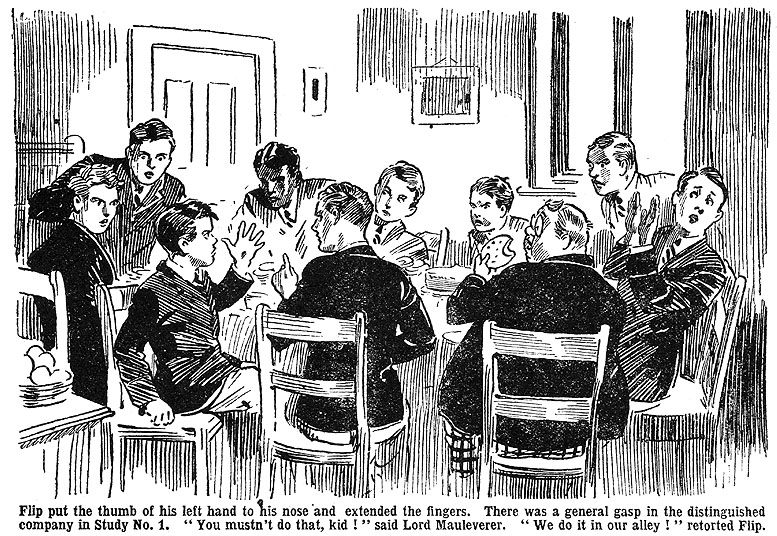 Flip put the thumb of his left hand to his nose and extended the fingers. There was a general gasp in the distinguished
company in Study No. 1. "You mustn't do that, kid!" said Lord Mauleverer. "We do it in our alley!" retorted Flip.